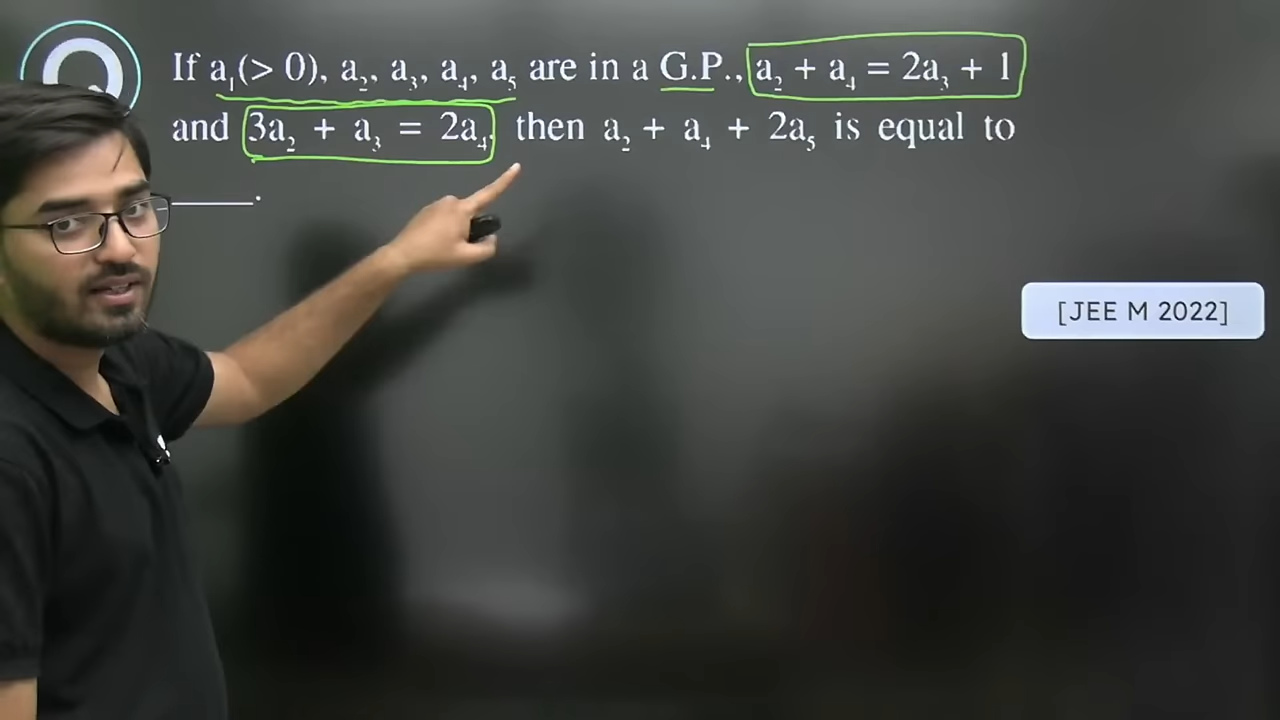 If a₁(> 0), a₂, a₃, a₄, a₅ are in a G.P., a₂ + a₄ = 2a₃ + 1
and 3a₂ + a₃ = 2a₄, then a₂ + a₄ + 2a₅ is equal to
_____.
[JEE M 2022]